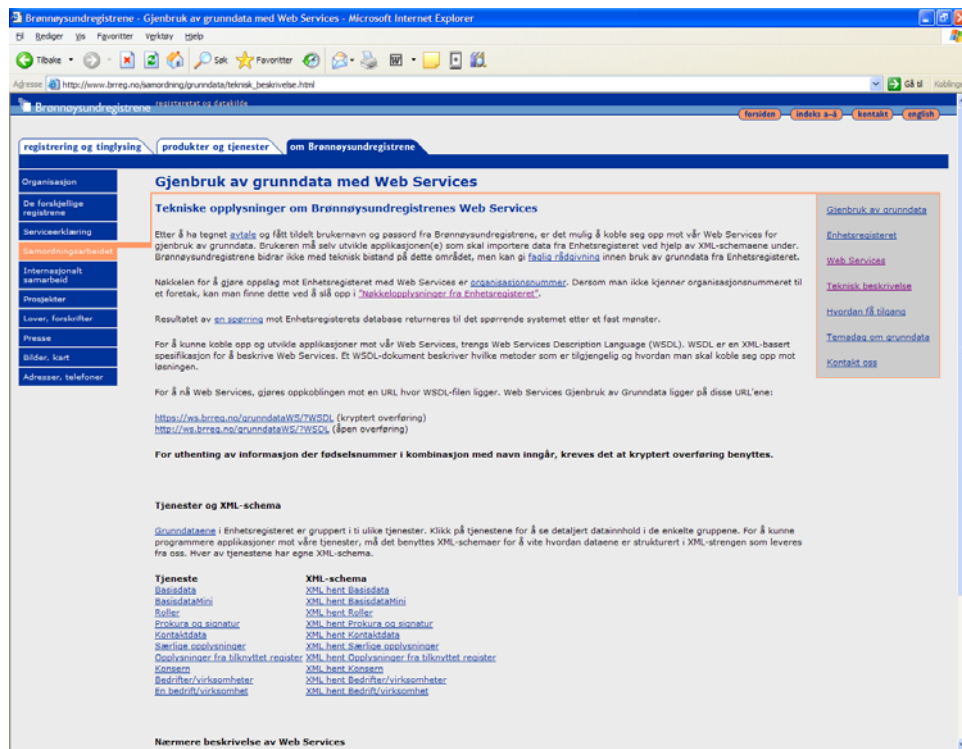 Brønnøysundregistrene - Gjenbruk av grunndata med Web Services - Microsoft Internet Explorer
Fil Rediger Vis Favoritter Verktøy Hjelp
Tilbake Søk Favoritter
Adresse http://www.brreg.no/samordning/grunndata/teknisk_beskrivelse.html Gå til Koblinger
Brønnøysundregistrene registeretat og datakilde
forsiden indeks a-å kontakt english
registrering og tinglysing produkter og tjenester om Brønnøysundregistrene
Organisasjon
De forskjellige
registrene
Serviceerklæring
Samordningsarbeidet
Internasjonalt
samarbeid
Prosjekter
Lover, forskrifter
Presse
Bilder, kart
Adresser, telefoner
Gjenbruk av grunndata med Web Services
Tekniske opplysninger om Brønnøysundregistrenes Web Services
Etter å ha tegnet avtale og fått tildelt brukernavn og passord fra Brønnøysundregistrene, er det mulig å koble seg opp mot vår Web Services for
gjenbruk av grunndata. Brukeren må selv utvikle applikasjonen(e) som skal importere data fra Enhetsregisteret ved hjelp av XML-schemaene under.
Brønnøysundregistrene bidrar ikke med teknisk bistand på dette området, men kan gi faglig rådgivning innen bruk av grunndata fra Enhetsregisteret.
Nøkkelen for å gjøre oppslag mot Enhetsregisteret med Web Services er organisasjonsnummer. Dersom man ikke kjenner organisasjonsnummeret til
et foretak, kan man finne dette ved å slå opp i "Nøkkelopplysninger fra Enhetsregisteret".
Resultatet av en spørring mot Enhetsregisterets database returneres til det spørrende systemet etter et fast mønster.
For å kunne koble opp og utvikle applikasjoner mot vår Web Services, trengs Web Services Description Language (WSDL). WSDL er en XML-basert
spesifikasjon for å beskrive Web Services. Et WSDL-dokument beskriver hvilke metoder som er tilgjengelig og hvordan man skal koble seg opp mot
løsningen.
For å nå Web Services, gjøres oppkoblingen mot en URL hvor WSDL-filen ligger. Web Services Gjenbruk av Grunndata ligger på disse URL'ene:
https://ws.brreg.no/grunndataWS/?WSDL (kryptert overføring)
http://ws.brreg.no/grunndataWS/?WSDL (åpen overføring)
For uthenting av informasjon der fødselsnummer i kombinasjon med navn inngår, kreves det at kryptert overføring benyttes.
Tjenester og XML-schema
Grunndataene i Enhetsregisteret er gruppert i ti ulike tjenester. Klikk på tjenestene for å se detaljert datainnhold i de enkelte gruppene. For å kunne
programmere applikasjoner mot våre tjenester, må det benyttes XML-schemaer for å vite hvordan dataene er strukturert i XML-strengen som leveres
fra oss. Hver av tjenestene har egne XML-schema.
Tjeneste XML-schema
Basisdata XML hent Basisdata
BasisdataMini XML hent BasisdataMini
Roller XML hent Roller
Prokura og signatur XML hent Prokura og signatur
Kontaktdata XML hent Kontaktdata
Særlige opplysninger XML hent Særlige opplysninger
Opplysninger fra tilknyttet register XML hent Opplysninger fra tilknyttet register
Konsern XML hent Konsern
Bedrifter/virksomheter XML hent Bedrifter/virksomheter
En bedrift/virksomhet XML hent Bedrift/virksomhet
Nærmere beskrivelse av Web Services
Gjenbruk av grunndata
Enhetsregisteret
Web Services
Teknisk beskrivelse
Hvordan få tilgang
Temadag om grunndata
Kontakt oss